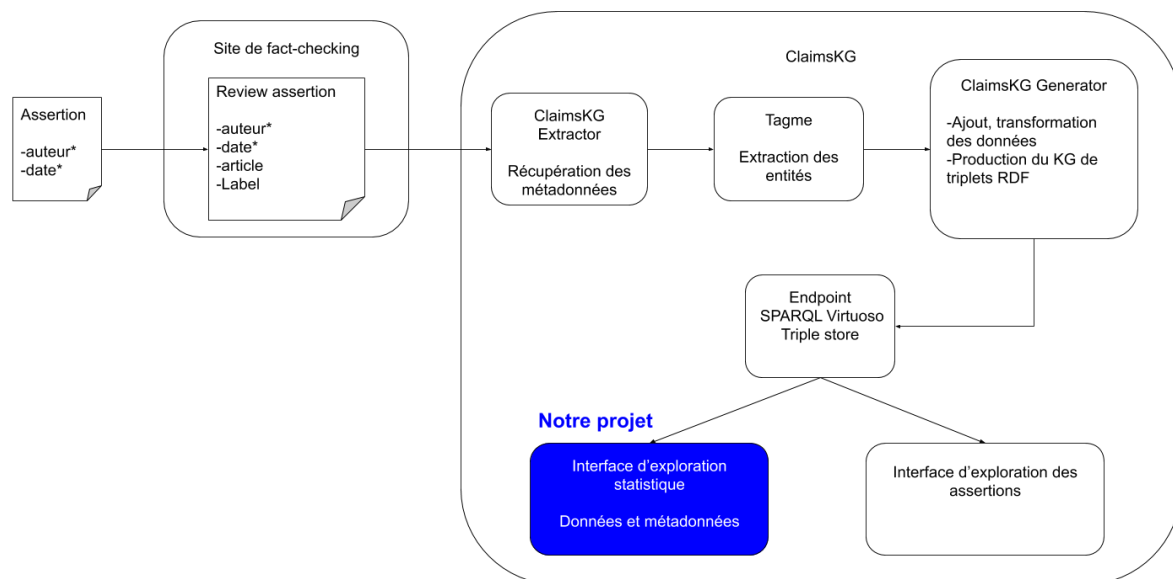 Assertion
-auteur*
-date*
Site de fact-checking
Review assertion
-auteur*
-date*
-article
-Label
ClaimsKG
ClaimsKG
Extractor
Récupération des
métadonnées
Tagme
Extraction des
entités
ClaimsKG Generator
-Ajout, transformation
des données
-Production du KG de
triplets RDF
Endpoint
SPARQL Virtuoso
Triple store
Notre projet
Interface d'exploration
statistique
Données et métadonnées
Interface d'exploration des
assertions